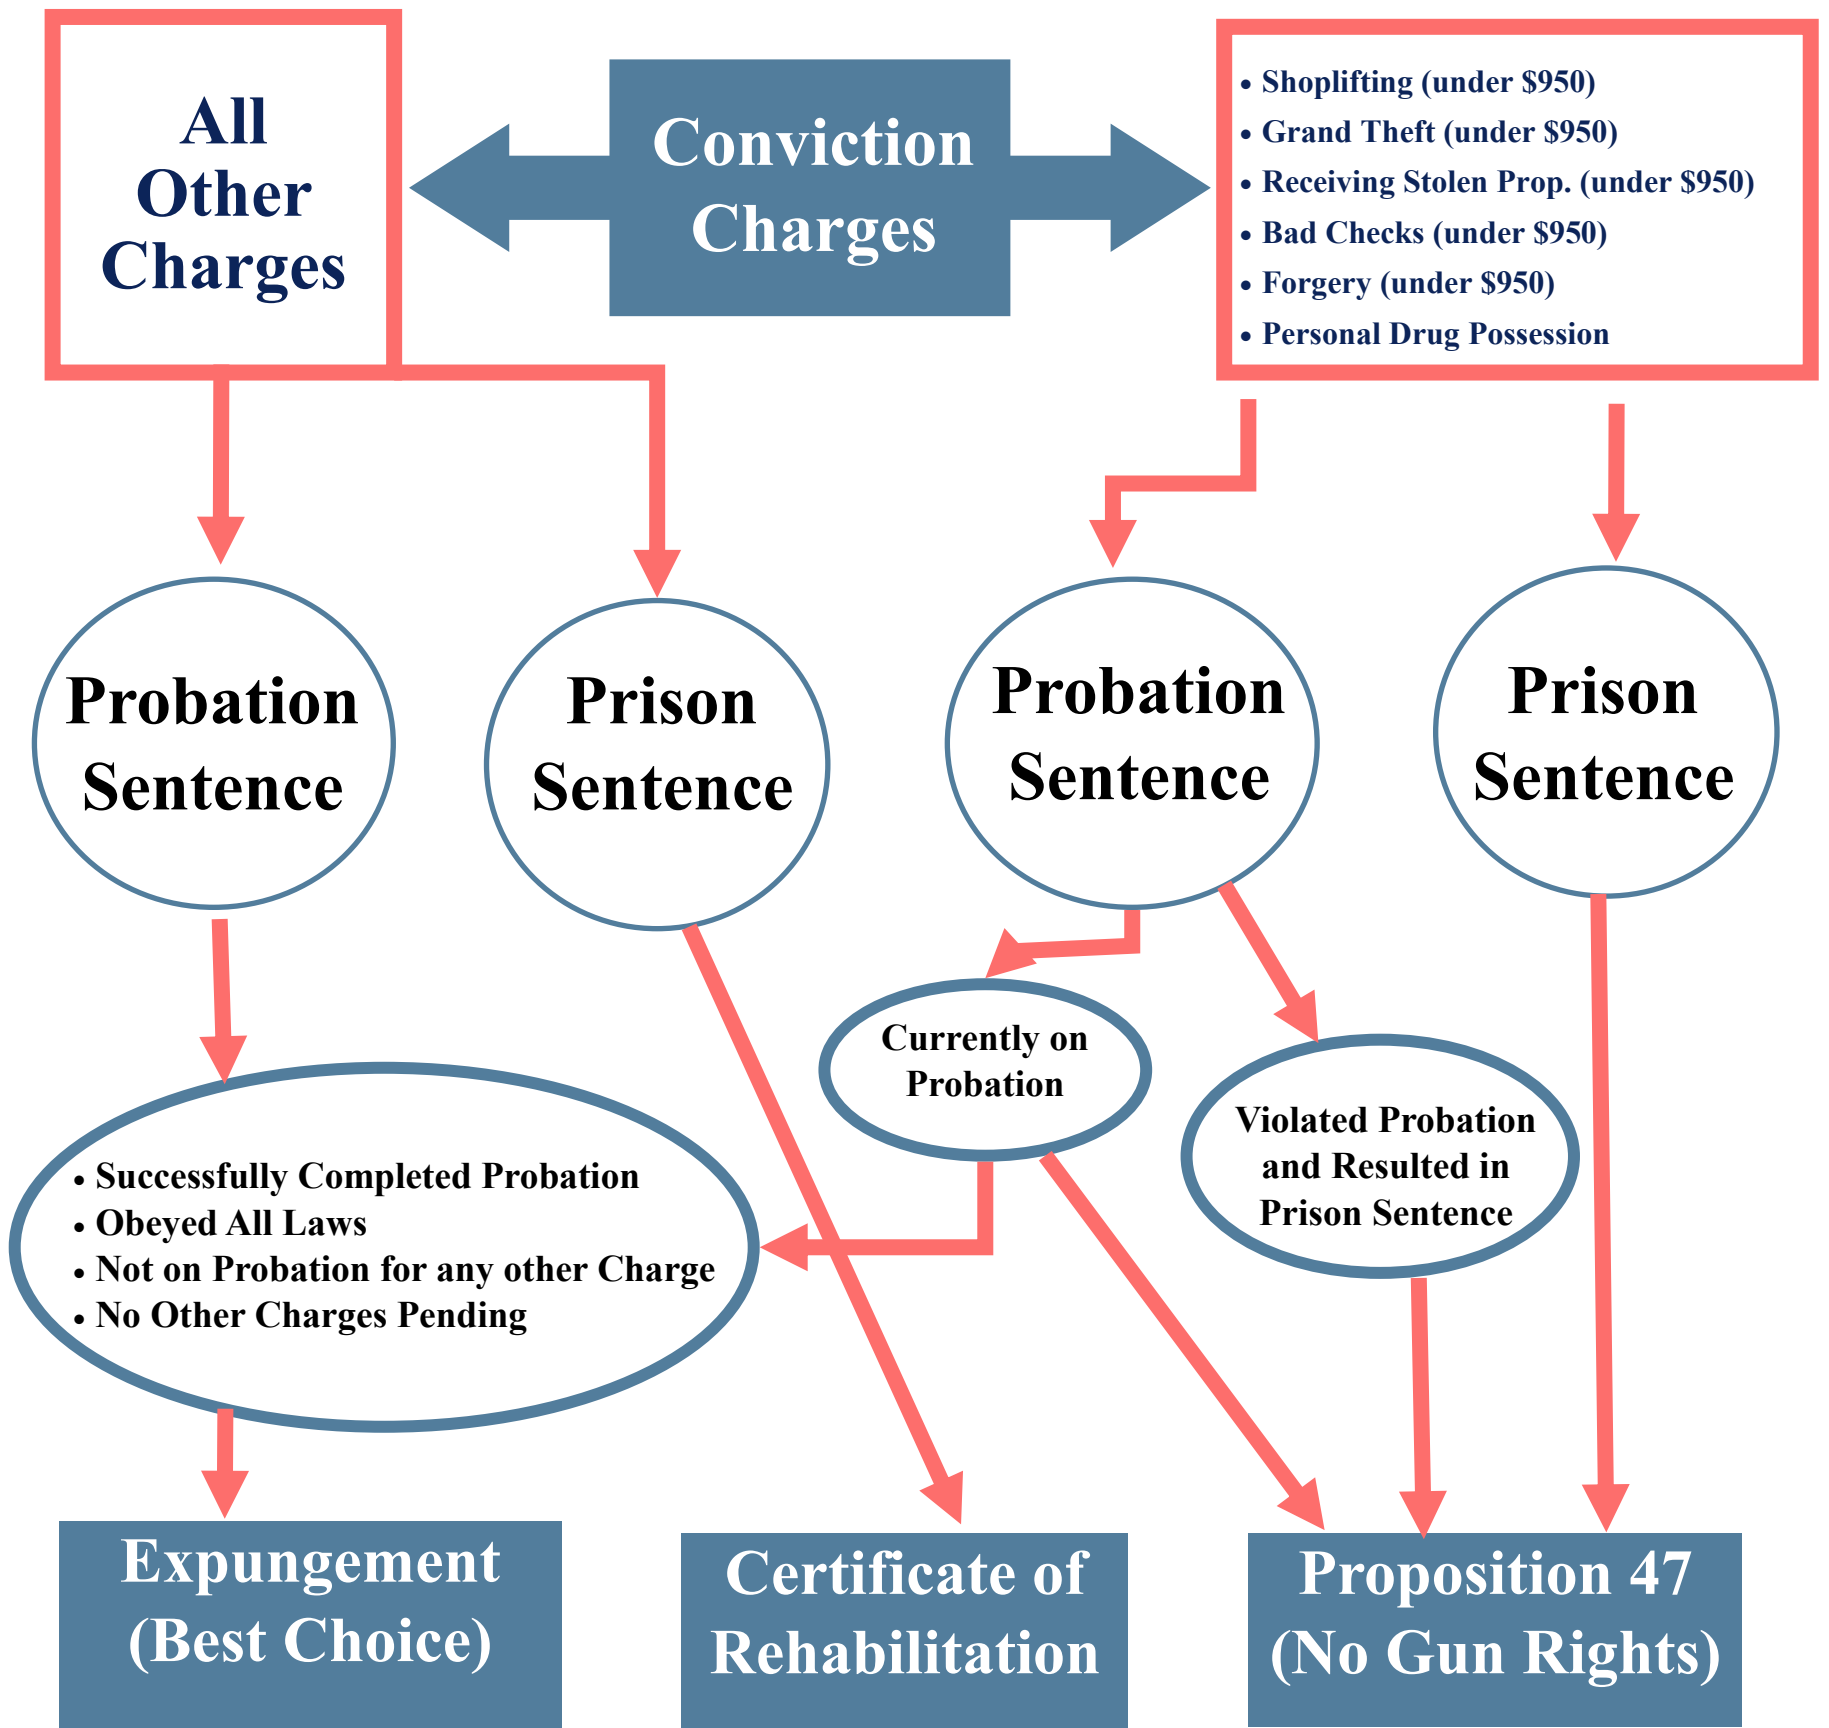 All
Other
Charges
Conviction
Charges
• Shoplifting (under $950)
• Grand Theft (under $950)
• Receiving Stolen Prop. (under $950)
• Bad Checks (under $950)
• Forgery (under $950)
• Personal Drug Possession
Probation
Sentence
Prison
Sentence
Probation
Sentence
Prison
Sentence
Currently on
Probation
Violated Probation
and Resulted in
Prison Sentence
• Successfully Completed Probation
• Obeyed All Laws
• Not on Probation for any other Charge
• No Other Charges Pending
Expungement
(Best Choice)
Certificate of
Rehabilitation
Proposition 47
(No Gun Rights)